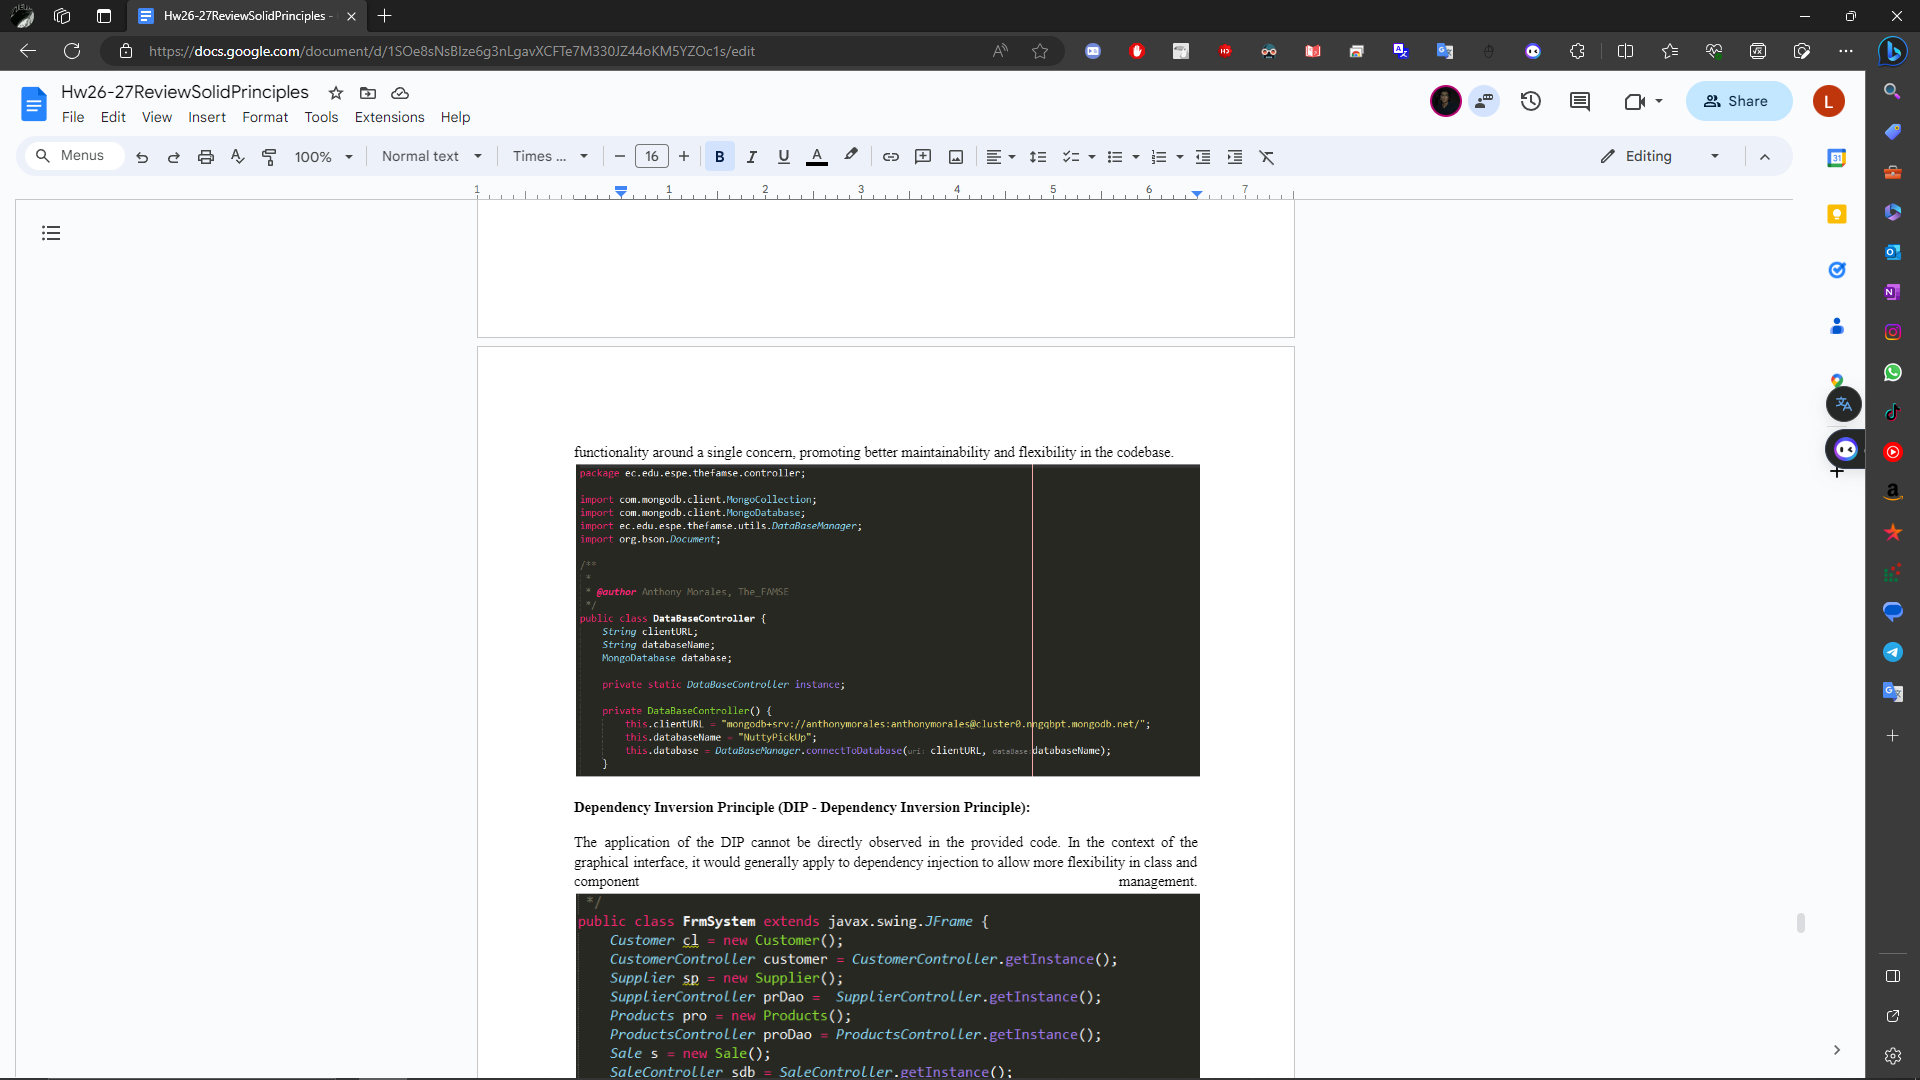 Hw26-27ReviewSolidPrinciples -
https://docs.google.com/document/d/1SOe8sNsBIze6g3nLgavXCFTe7M330JZ44oKM5YZOc1s/edit
Hw26-27ReviewSolidPrinciples
Share
L
File Edit View Insert Format Tools Extensions Help
Menus 100% Normal text Times ... 16 B I U A Editing
1 1 2 3 4 5 6 7
functionality around a single concern, promoting better maintainability and flexibility in the codebase.
package ec.edu.espe.thefamse.controller;
import com.mongodb.client.MongoCollection;
import com.mongodb.client.MongoDatabase;
import ec.edu.espe.thefamse.utils.DataBaseManager;
import org.bson.Document;
/**
*
* @author Anthony Morales, The_FAMSE
*/
public class DataBaseController {
String clientURL;
String databaseName;
MongoDatabase database;
private static DataBaseController instance;
private DataBaseController() {
this.clientURL = "mongodb+srv://anthonymorales:anthonymorales@cluster0.nngqbpt.mongodb.net/";
this.databaseName = "NuttyPickUp";
this.database = DataBaseManager.connectToDatabase(uri: clientURL, dataBase: databaseName);
}
Dependency Inversion Principle (DIP - Dependency Inversion Principle):
The application of the DIP cannot be directly observed in the provided code. In the context of the
graphical interface, it would generally apply to dependency injection to allow more flexibility in class and
component management.
*/
public class FrmSystem extends javax.swing.JFrame {
Customer cl = new Customer();
CustomerController customer = CustomerController.getInstance();
Supplier sp = new Supplier();
SupplierController prDao = SupplierController.getInstance();
Products pro = new Products();
ProductsController proDao = ProductsController.getInstance();
Sale s = new Sale();
SaleController sdb = SaleController.getInstance();